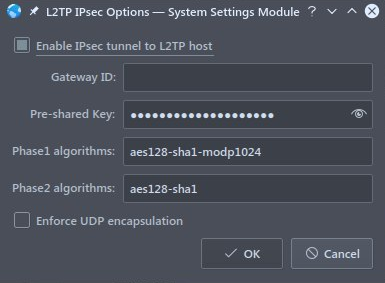 L2TP IPsec Options — System Settings Module
Enable IPsec tunnel to L2TP host
Gateway ID:
Pre-shared Key: ●●●●●●●●●●●●●●●●●●●●
Phase1 algorithms: aes128-sha1-modp1024
Phase2 algorithms: aes128-sha1
Enforce UDP encapsulation
OK Cancel